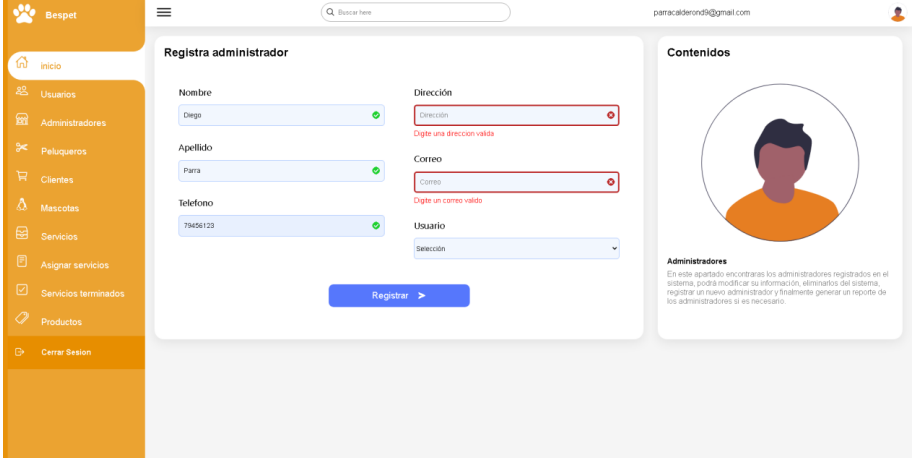 Bespet
Buscar here
parracalderond9@gmail.com
inicio
Usuarios
Administradores
Peluqueros
Clientes
Mascotas
Servicios
Asignar servicios
Servicios terminados
Productos
Cerrar Sesion
Registra administrador
Nombre
Diego
Apellido
Parra
Telefono
79456123
Dirección
Dirección
Digite una direccion valida
Correo
Correo
Digite un correo valido
Usuario
Selección
Registrar
Contenidos
Administradores
En este apartado encontraras los administradores registrados en el
sistema, podrá modificar su información, eliminarlos del sistema,
registrar un nuevo administrador y finalmente generar un reporte de
los administradores si es necesario.